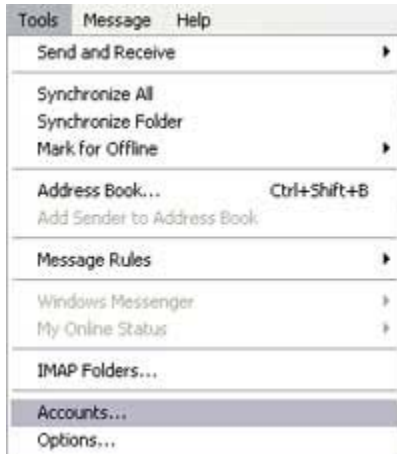 Tools Message Help
Send and Receive
Synchronize All
Synchronize Folder
Mark for Offline
Address Book... Ctrl+Shift+B
Add Sender to Address Book
Message Rules
Windows Messenger
My Online Status
IMAP Folders...
Accounts...
Options...